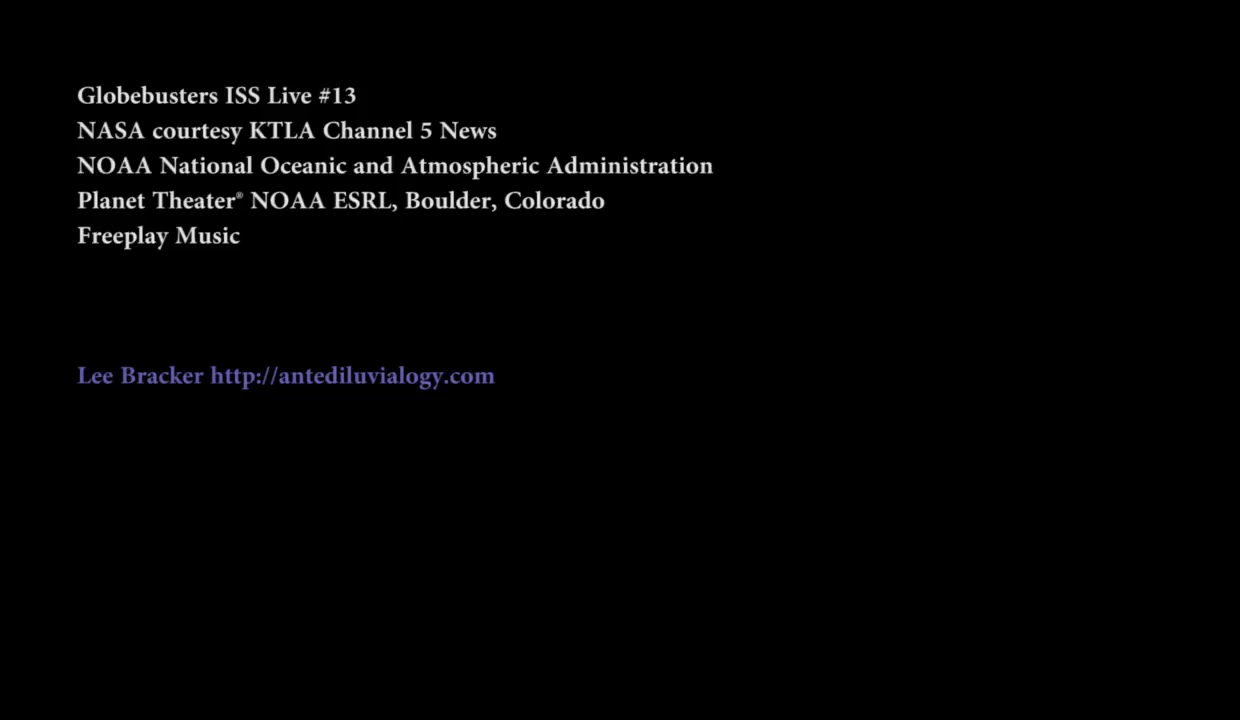 Globebusters ISS Live #13
NASA courtesy KTLA Channel 5 News
NOAA National Oceanic and Atmospheric Administration
Planet Theater® NOAA ESRL, Boulder, Colorado
Freeplay Music
Lee Bracker http://antediluvialogy.com